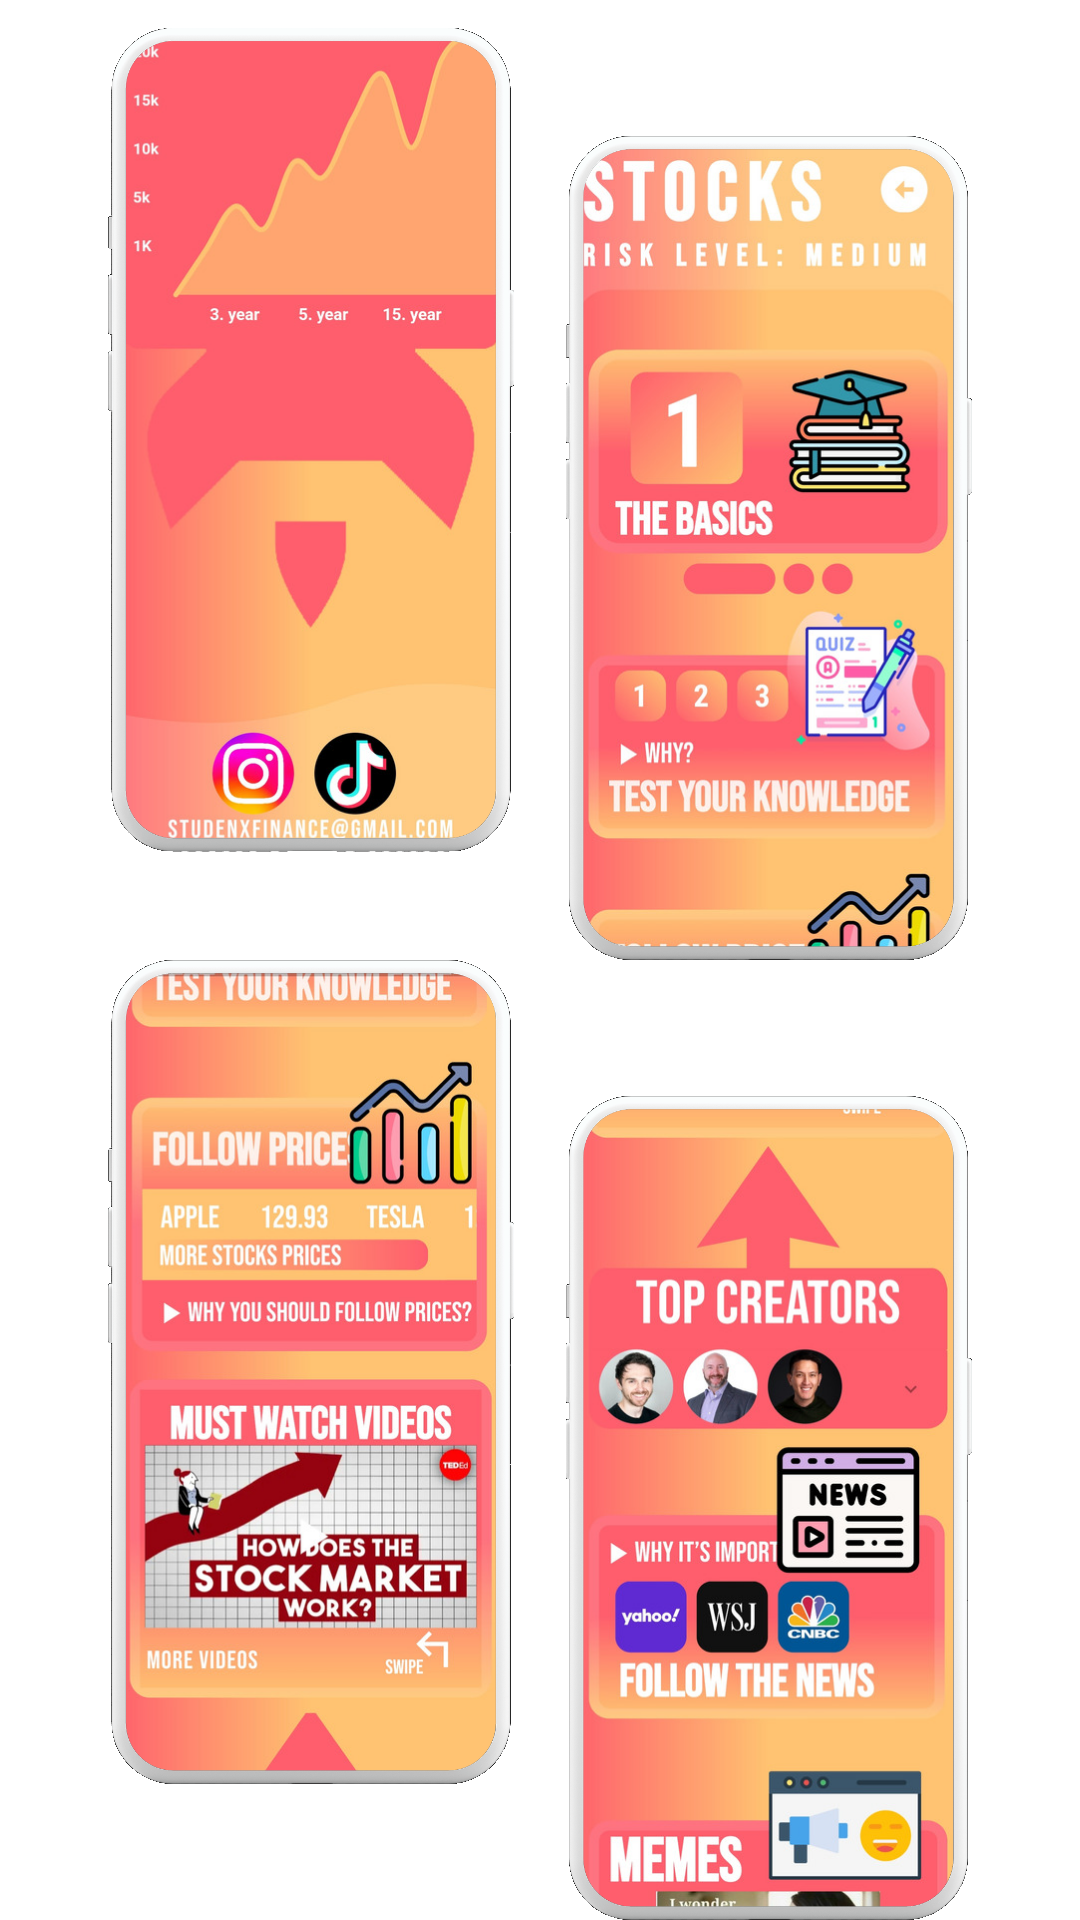 20k
15k
10k
5k
1K
3. year 5. year 15. year
STUDENXFINANCE@GMAIL.COM
STOCKS
RISK LEVEL: MEDIUM
1
THE BASICS
QUIZ
A
1
1 2 3
WHY?
TEST YOUR KNOWLEDGE
TEST YOUR KNOWLEDGE
FOLLOW PRICE
APPLE 129.93 TESLA 1
MORE STOCKS PRICES
WHY YOU SHOULD FOLLOW PRICES?
MUST WATCH VIDEOS
TEDEd
HOW DOES THE
STOCK MARKET
WORK?
MORE VIDEOS
SWIPE
SWIPE
TOP CREATORS
NEWS
WHY IT'S IMPORT
yahoo! WSJ CNBC
FOLLOW THE NEWS
MEMES
I wonder